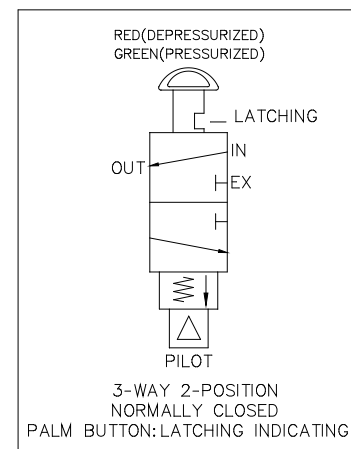 RED(DEPRESSURIZED)
GREEN(PRESSURIZED)
LATCHING
IN
OUT
EX
PILOT
3-WAY 2-POSITION
NORMALLY CLOSED
PALM BUTTON: LATCHING INDICATING